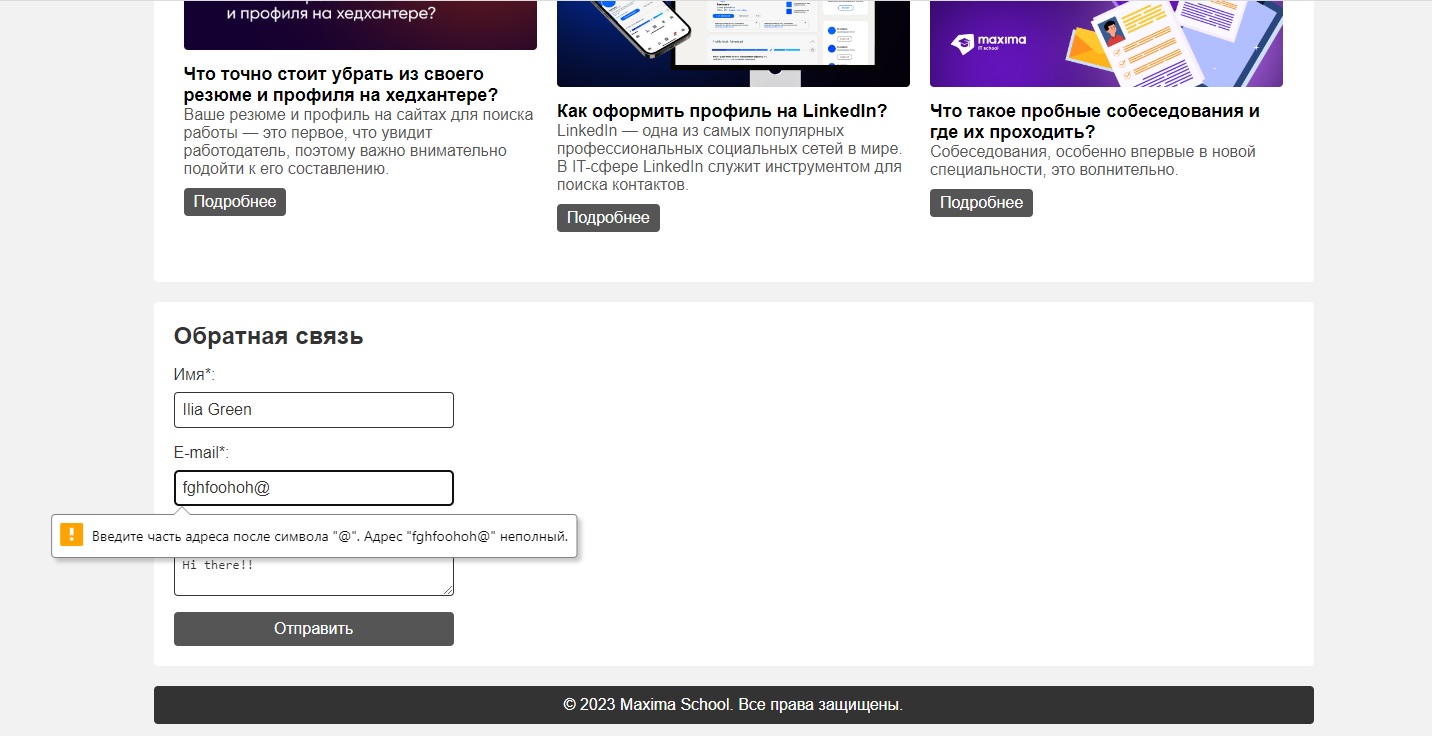 и профиля на хедхантере?
maxima
IT school
Что точно стоит убрать из своего
резюме и профиля на хедхантере?
Ваше резюме и профиль на сайтах для поиска
работы — это первое, что увидит
работодатель, поэтому важно внимательно
подойти к его составлению.
Подробнее
Как оформить профиль на LinkedIn?
LinkedIn — одна из самых популярных
профессиональных социальных сетей в мире.
В IT-сфере LinkedIn служит инструментом для
поиска контактов.
Подробнее
Что такое пробные собеседования и
где их проходить?
Собеседования, особенно впервые в новой
специальности, это волнительно.
Подробнее
Обратная связь
Имя*:
Ilia Green
E-mail*:
fghfoohoh@
Введите часть адреса после символа "@". Адрес "fghfoohoh@" неполный.
Hi there!!
Отправить
© 2023 Maxima School. Все права защищены.